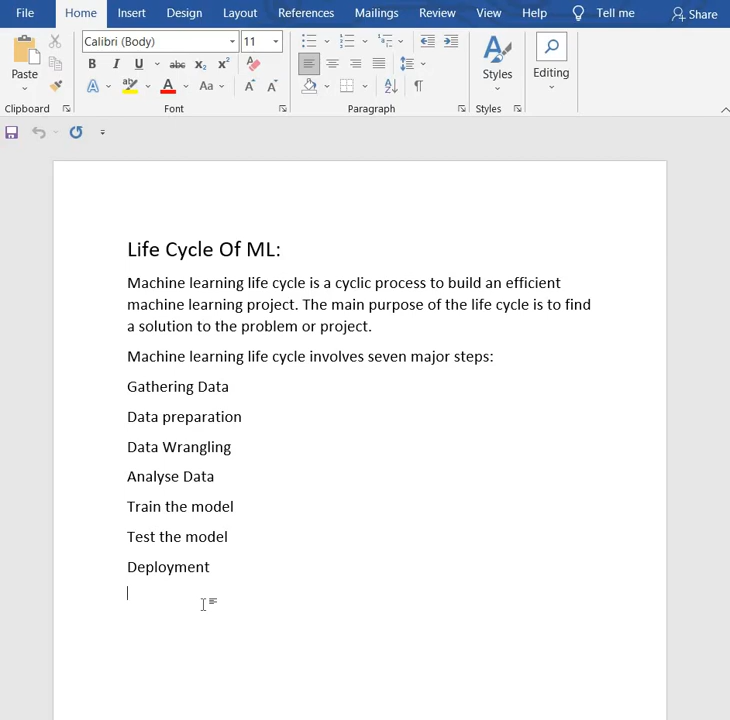 File Home Insert Design Layout References Mailings Review View Help Tell me Share
Calibri (Body) 11
Paste B I U abc x₂ x² Styles Editing
A A Aa A A
Clipboard Font Paragraph Styles
Life Cycle Of ML:
Machine learning life cycle is a cyclic process to build an efficient
machine learning project. The main purpose of the life cycle is to find
a solution to the problem or project.
Machine learning life cycle involves seven major steps:
Gathering Data
Data preparation
Data Wrangling
Analyse Data
Train the model
Test the model
Deployment